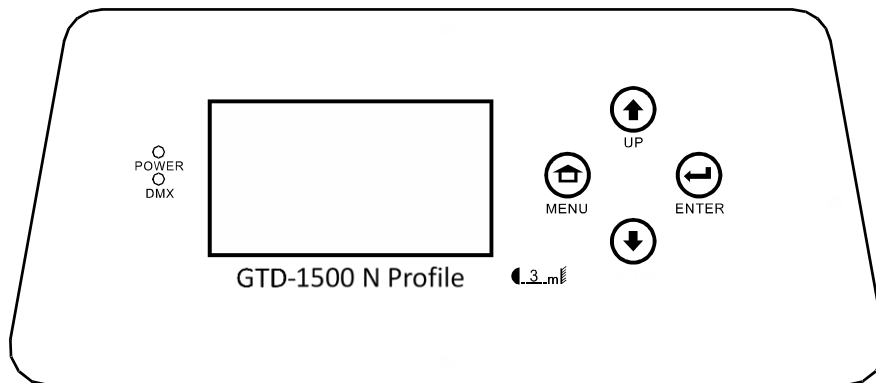 POWER
DMX
UP
MENU
ENTER
GTD-1500 N Profile
3 m